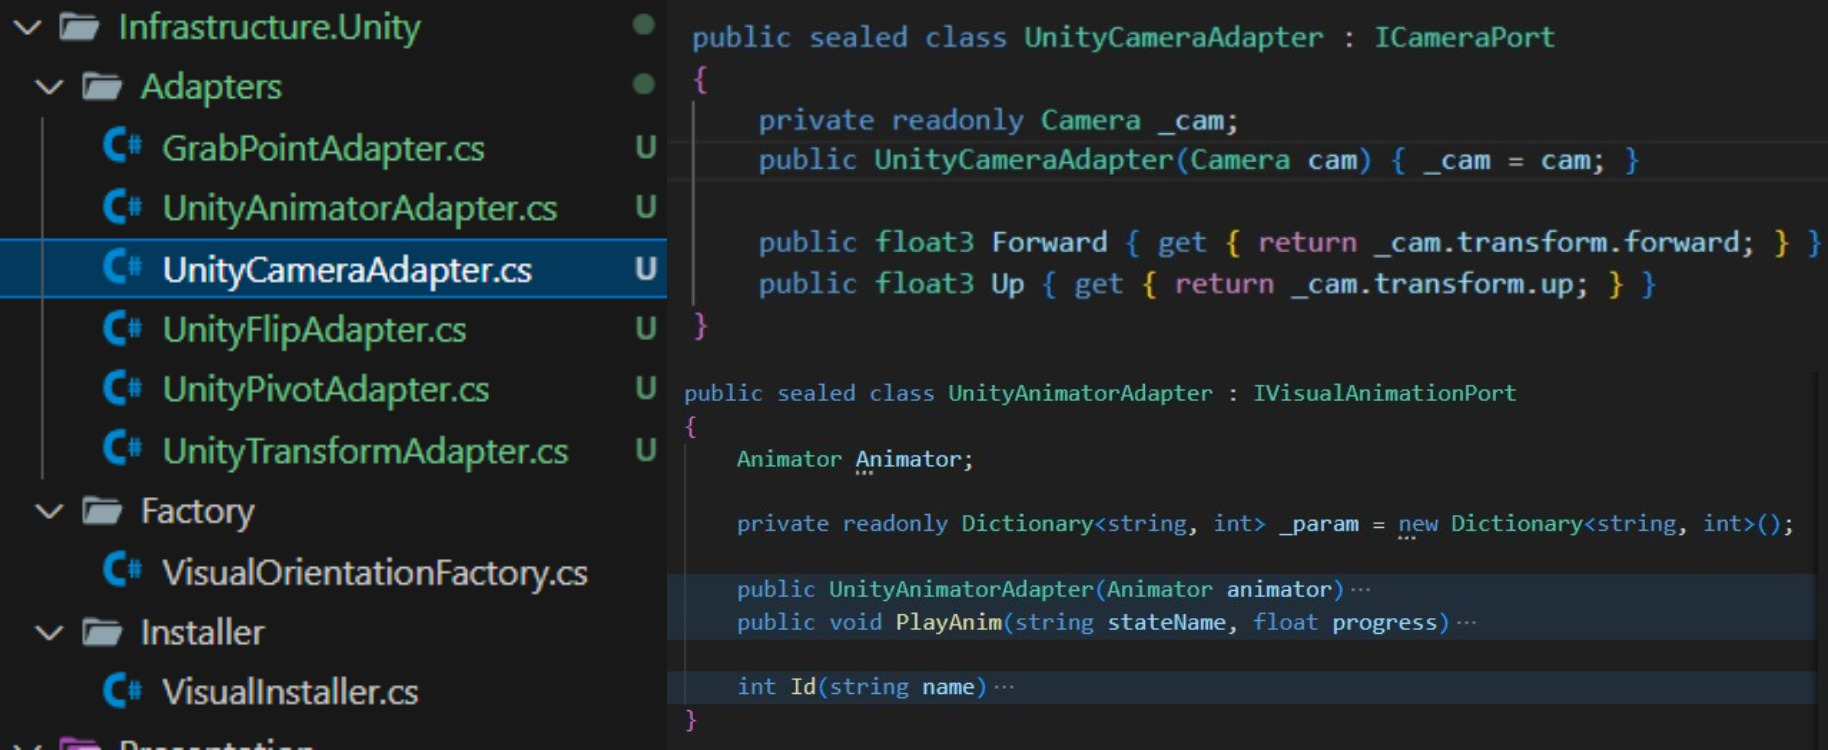 Infrastructure.Unity
Adapters
GrabPointAdapter.cs U
UnityAnimatorAdapter.cs U
UnityCameraAdapter.cs U
UnityFlipAdapter.cs U
UnityPivotAdapter.cs U
UnityTransformAdapter.cs U
Factory
VisualOrientationFactory.cs
Installer
VisualInstaller.cs
Presentation
public sealed class UnityCameraAdapter : ICameraPort
{
private readonly Camera _cam;
public UnityCameraAdapter(Camera cam) { _cam = cam; }
public float3 Forward { get { return _cam.transform.forward; } }
public float3 Up { get { return _cam.transform.up; } }
}
public sealed class UnityAnimatorAdapter : IVisualAnimationPort
{
Animator Animator;
private readonly Dictionary<string, int> _param = new Dictionary<string, int>();
public UnityAnimatorAdapter(Animator animator)···
public void PlayAnim(string stateName, float progress)···
int Id(string name)···
}